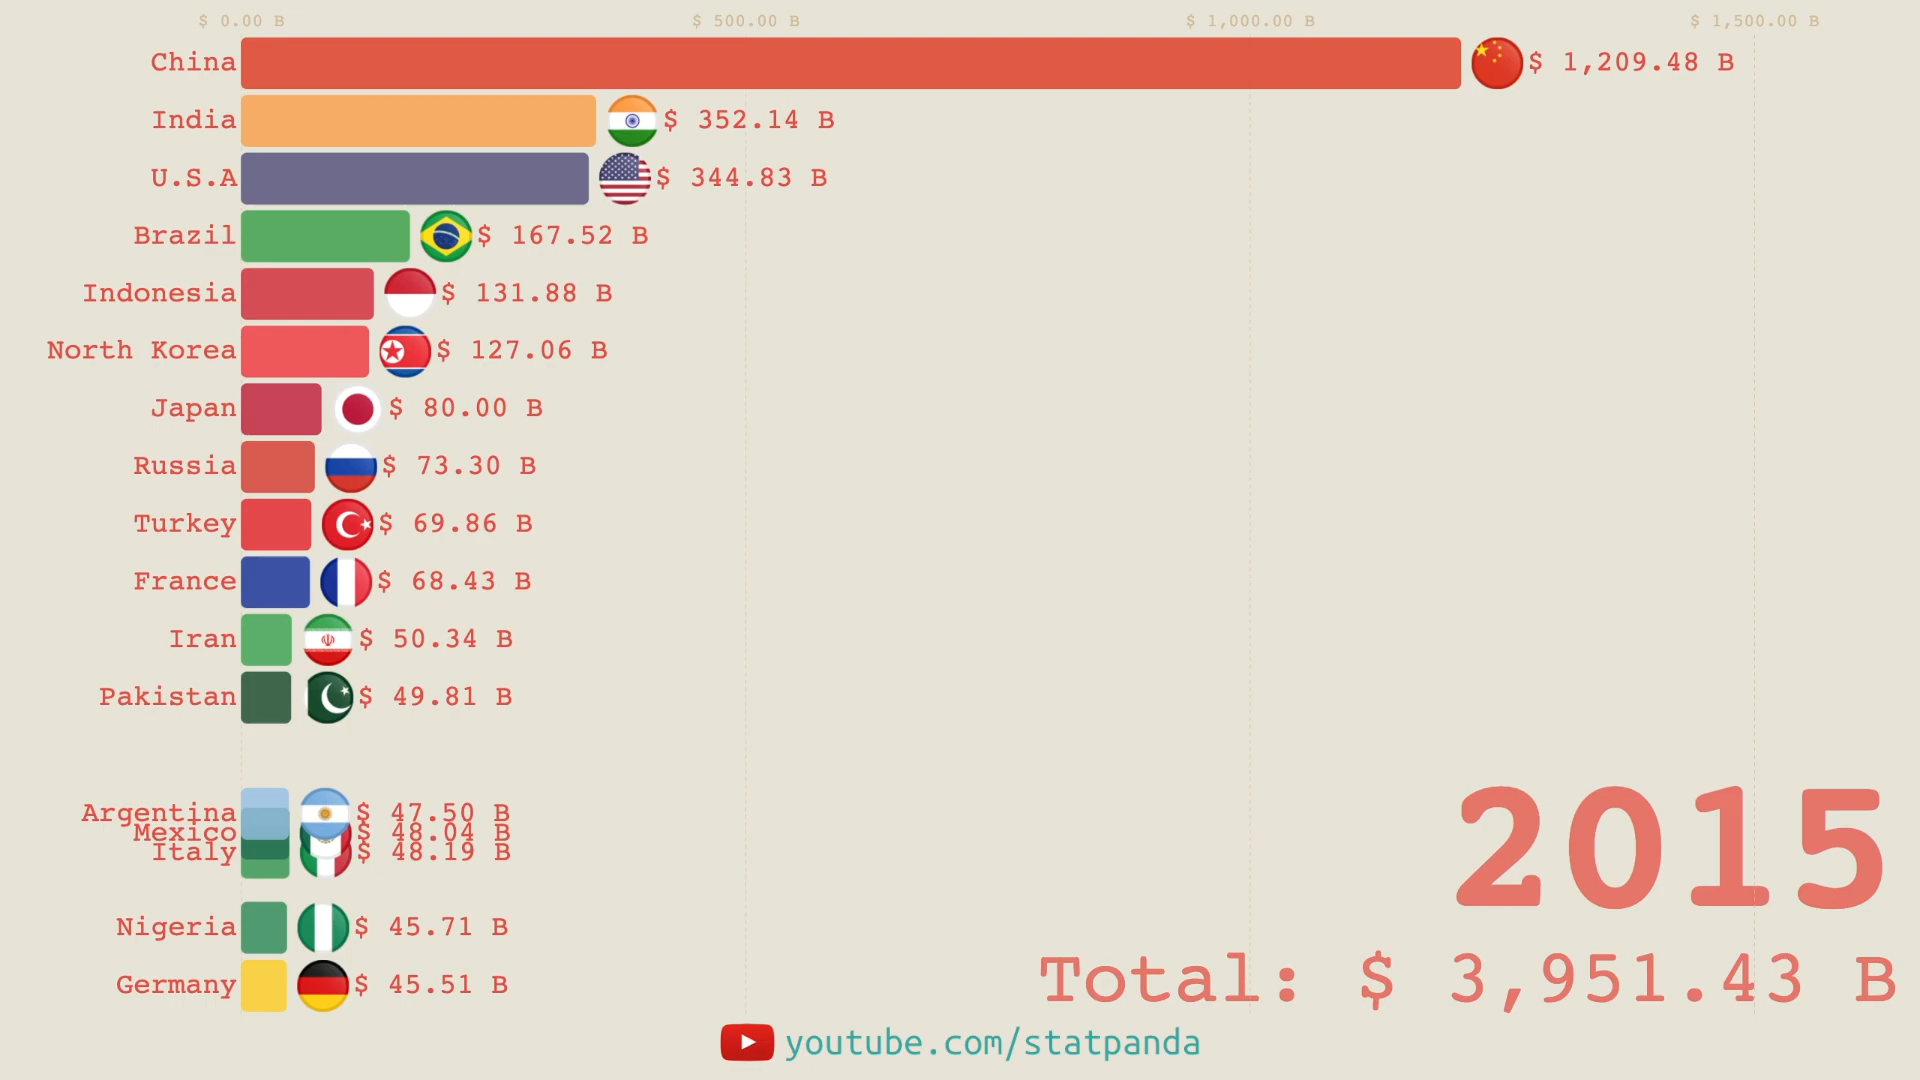 $ 0.00 B $ 500.00 B $ 1,000.00 B $ 1,500.00 B
China $ 1,209.48 B
India $ 352.14 B
U.S.A $ 344.83 B
Brazil $ 167.52 B
Indonesia $ 131.88 B
North Korea $ 127.06 B
Japan $ 80.00 B
Russia $ 73.30 B
Turkey $ 69.86 B
France $ 68.43 B
Iran $ 50.34 B
Pakistan $ 49.81 B
Argentina $ 47.50 B
Mexico $ 48.04 B
Italy $ 48.19 B
Nigeria $ 45.71 B
Germany $ 45.51 B
2015
Total: $ 3,951.43 B
youtube.com/statpanda